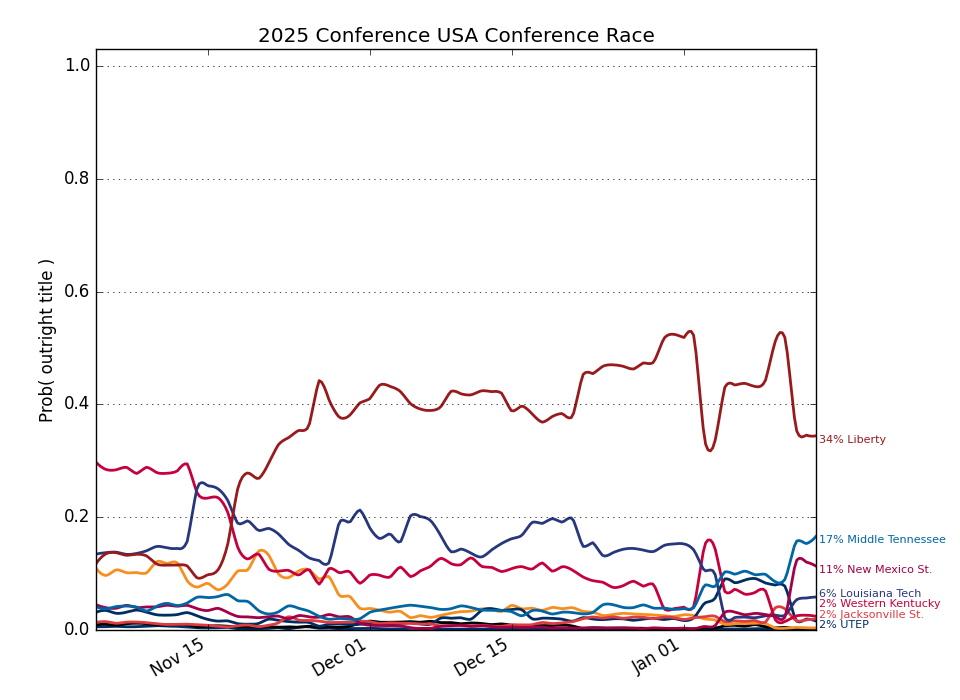 2025 Conference USA Conference Race
Prob( outright title )
1.0
0.8
0.6
0.4
0.2
0.0
Nov 15
Dec 01
Dec 15
Jan 01
34% Liberty
17% Middle Tennessee
11% New Mexico St.
6% Louisiana Tech
2% Western Kentucky
2% Jacksonville St.
2% UTEP